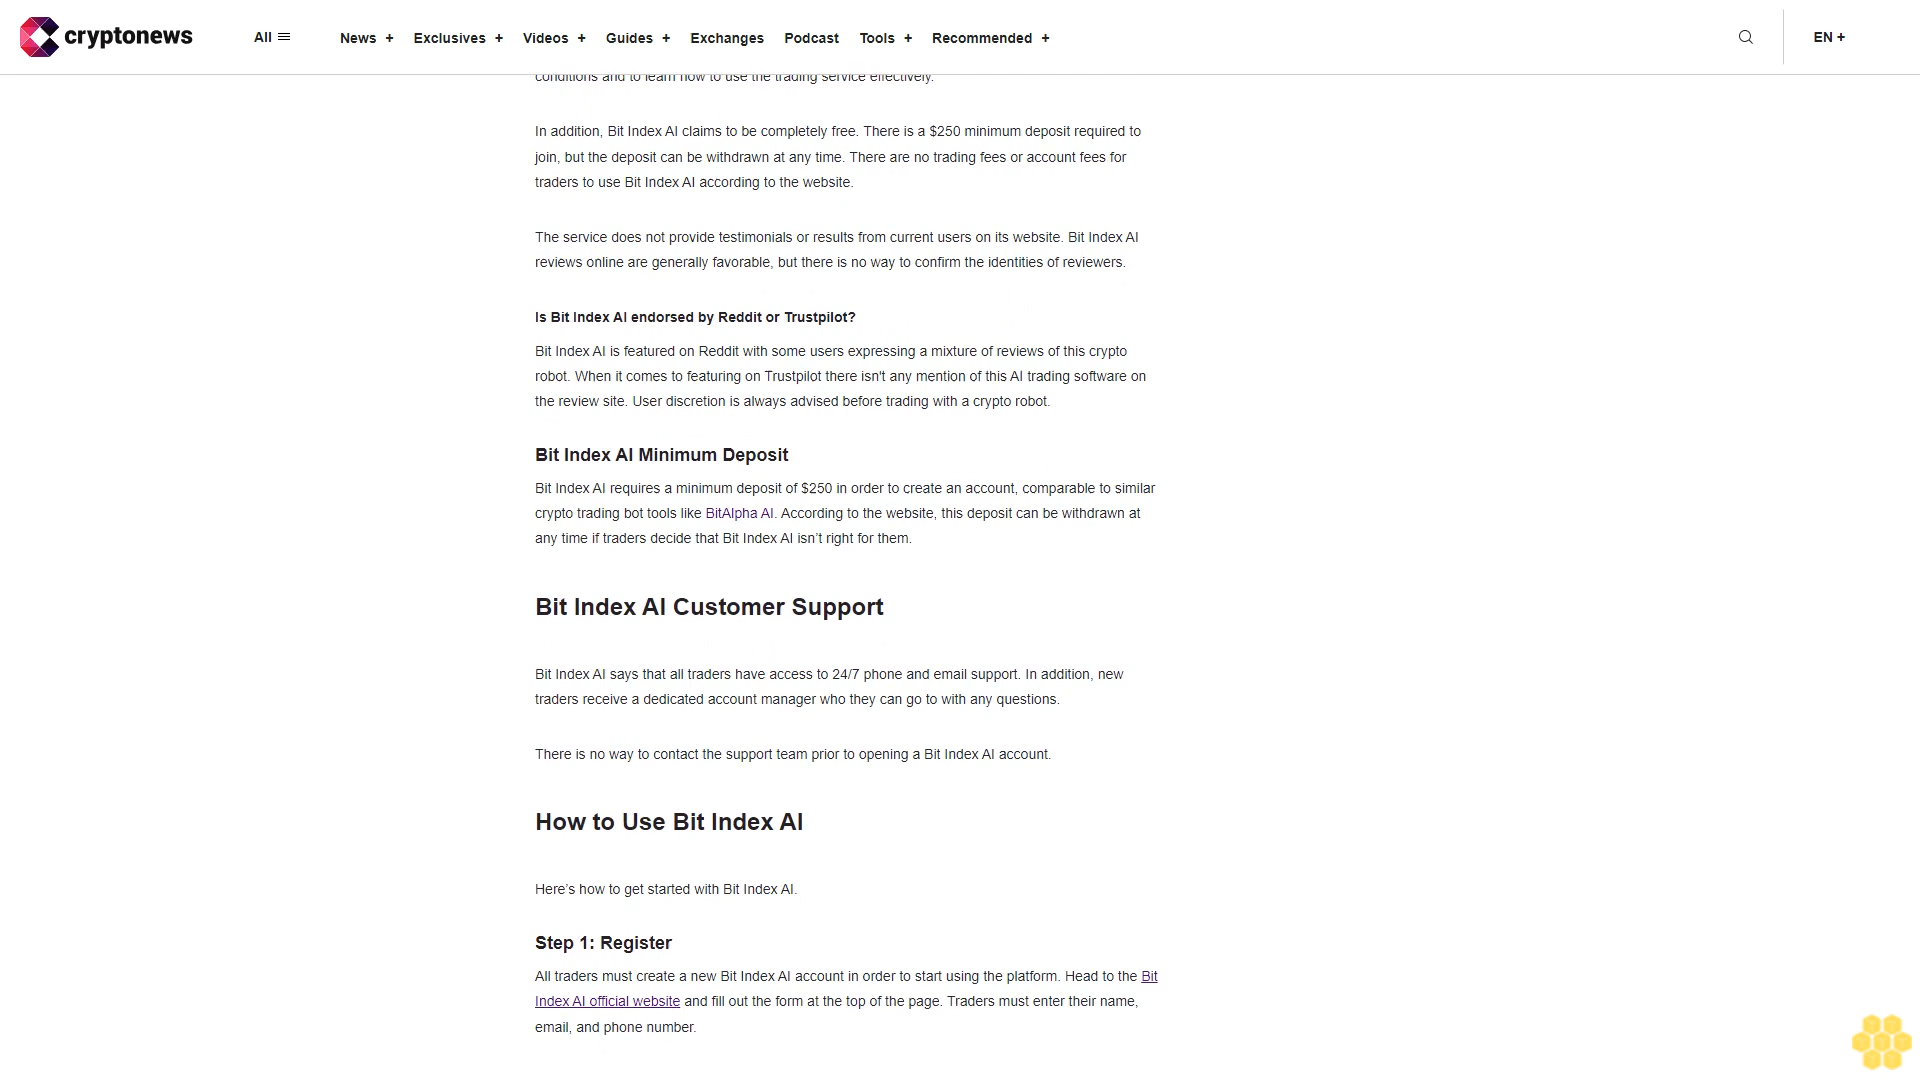 cryptonews
All
News +
Exclusives +
Videos +
Guides +
Exchanges
Podcast
Tools +
Recommended +
EN +
conditions and to learn how to use the trading service effectively.
In addition, Bit Index AI claims to be completely free. There is a $250 minimum deposit required to
join, but the deposit can be withdrawn at any time. There are no trading fees or account fees for
traders to use Bit Index AI according to the website.
The service does not provide testimonials or results from current users on its website. Bit Index AI
reviews online are generally favorable, but there is no way to confirm the identities of reviewers.
Is Bit Index AI endorsed by Reddit or Trustpilot?
Bit Index AI is featured on Reddit with some users expressing a mixture of reviews of this crypto
robot. When it comes to featuring on Trustpilot there isn't any mention of this AI trading software on
the review site. User discretion is always advised before trading with a crypto robot.
Bit Index AI Minimum Deposit
Bit Index AI requires a minimum deposit of $250 in order to create an account, comparable to similar
crypto trading bot tools like BitAlpha AI. According to the website, this deposit can be withdrawn at
any time if traders decide that Bit Index AI isn’t right for them.
Bit Index AI Customer Support
Bit Index AI says that all traders have access to 24/7 phone and email support. In addition, new
traders receive a dedicated account manager who they can go to with any questions.
There is no way to contact the support team prior to opening a Bit Index AI account.
How to Use Bit Index AI
Here’s how to get started with Bit Index AI.
Step 1: Register
All traders must create a new Bit Index AI account in order to start using the platform. Head to the Bit
Index AI official website and fill out the form at the top of the page. Traders must enter their name,
email, and phone number.